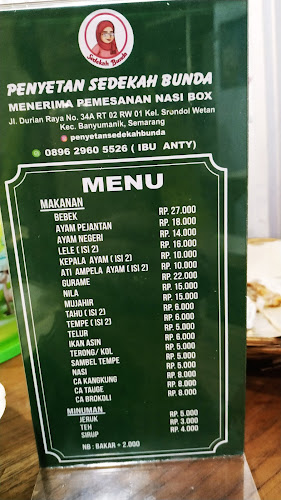 Sedekah Bunda
PENYETAN SEDEKAH BUNDA
MENERIMA PEMESANAN NASI BOX
Jl. Durian Raya No. 34A RT 02 RW 01 Kel. Srondol Wetan
Kec. Banyumanik, Semarang
penyetansedekahbunda
0896 2960 5526 ( IBU ANTY)
MENU
MAKANAN
BEBEK RP. 27.000
AYAM PEJANTAN RP. 18.000
AYAM NEGERI RP. 14.000
LELE ( ISI 2) RP. 16.000
KEPALA AYAM ( ISI 2) RP. 10.000
ATI AMPELA AYAM ( ISI 2) RP. 10.000
GURAME RP. 22.000
NILA RP. 15.000
MUJAHIR RP. 15.000
TAHU ( ISI 2) RP. 6.000
TEMPE ( ISI 2) RP. 6.000
TELUR RP. 5.000
IKAN ASIN RP. 6.000
TERONG/ KOL RP. 5.000
SAMBEL TEMPE RP. 5.000
NASI RP. 5.000
CA KANGKUNG RP. 8.000
CA TAUGE RP. 8.000
CA BROKOLI RP. 8.000
MINUMAN
JERUK RP. 5.000
TEH RP. 3.000
SIRUP RP. 4.000
NB : BAKAR + 2.000